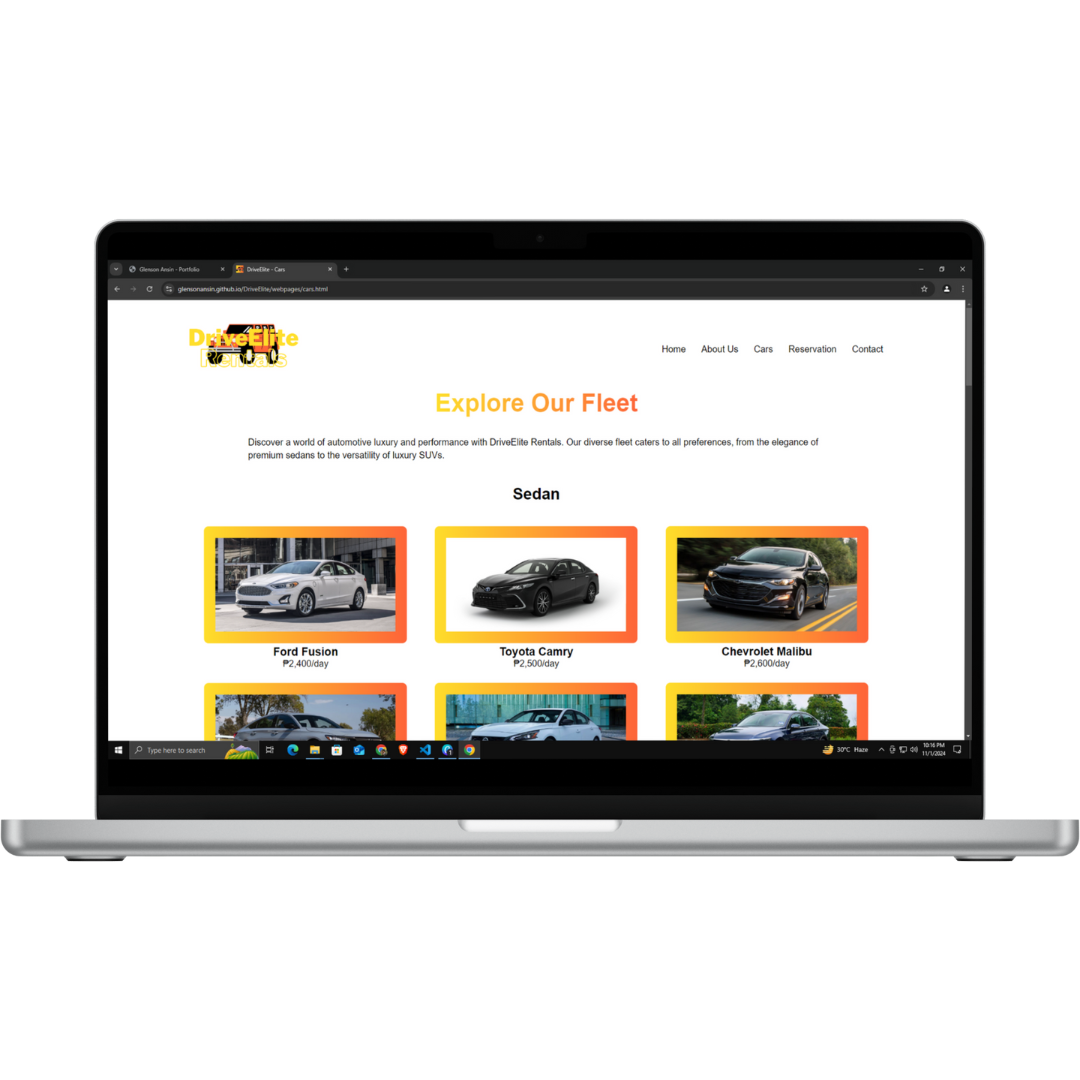 Glenson Ansin - Portfolio
DriveElite - Cars
glensonansin.github.io/DriveElite/webpages/cars.html
DriveElite
Rentals
Home About Us Cars Reservation Contact
Explore Our Fleet
Discover a world of automotive luxury and performance with DriveElite Rentals. Our diverse fleet caters to all preferences, from the elegance of
premium sedans to the versatility of luxury SUVs.
Sedan
Ford Fusion
₱2,400/day
Toyota Camry
₱2,500/day
Chevrolet Malibu
₱2,600/day
Type here to search
30°C Haze
10:16 PM
11/1/2024